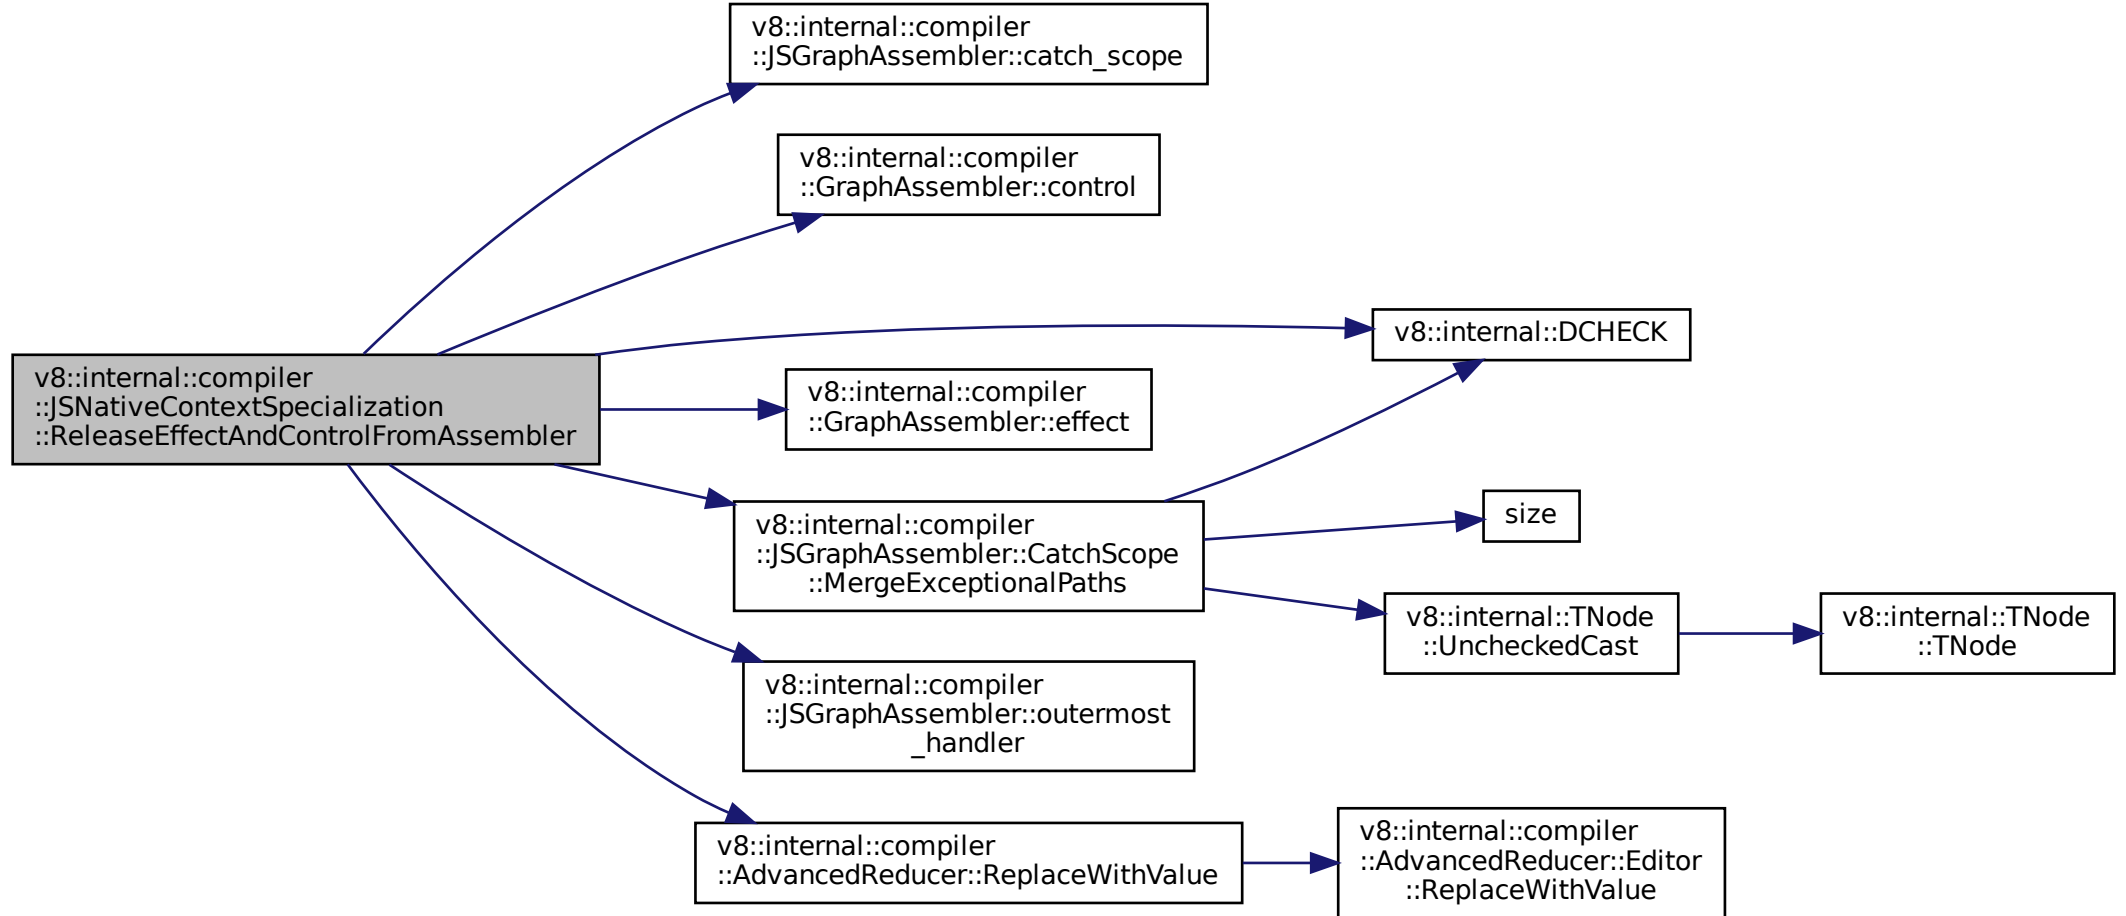 v8::internal::compiler
::JSGraphAssembler::catch_scope
v8::internal::compiler
::GraphAssembler::control
v8::internal::DCHECK
v8::internal::compiler
::JSNativeContextSpecialization
::ReleaseEffectAndControlFromAssembler
v8::internal::compiler
::GraphAssembler::effect
v8::internal::compiler
::JSGraphAssembler::CatchScope
::MergeExceptionalPaths
size
v8::internal::TNode
::UncheckedCast
v8::internal::TNode
::TNode
v8::internal::compiler
::JSGraphAssembler::outermost
_handler
v8::internal::compiler
::AdvancedReducer::ReplaceWithValue
v8::internal::compiler
::AdvancedReducer::Editor
::ReplaceWithValue